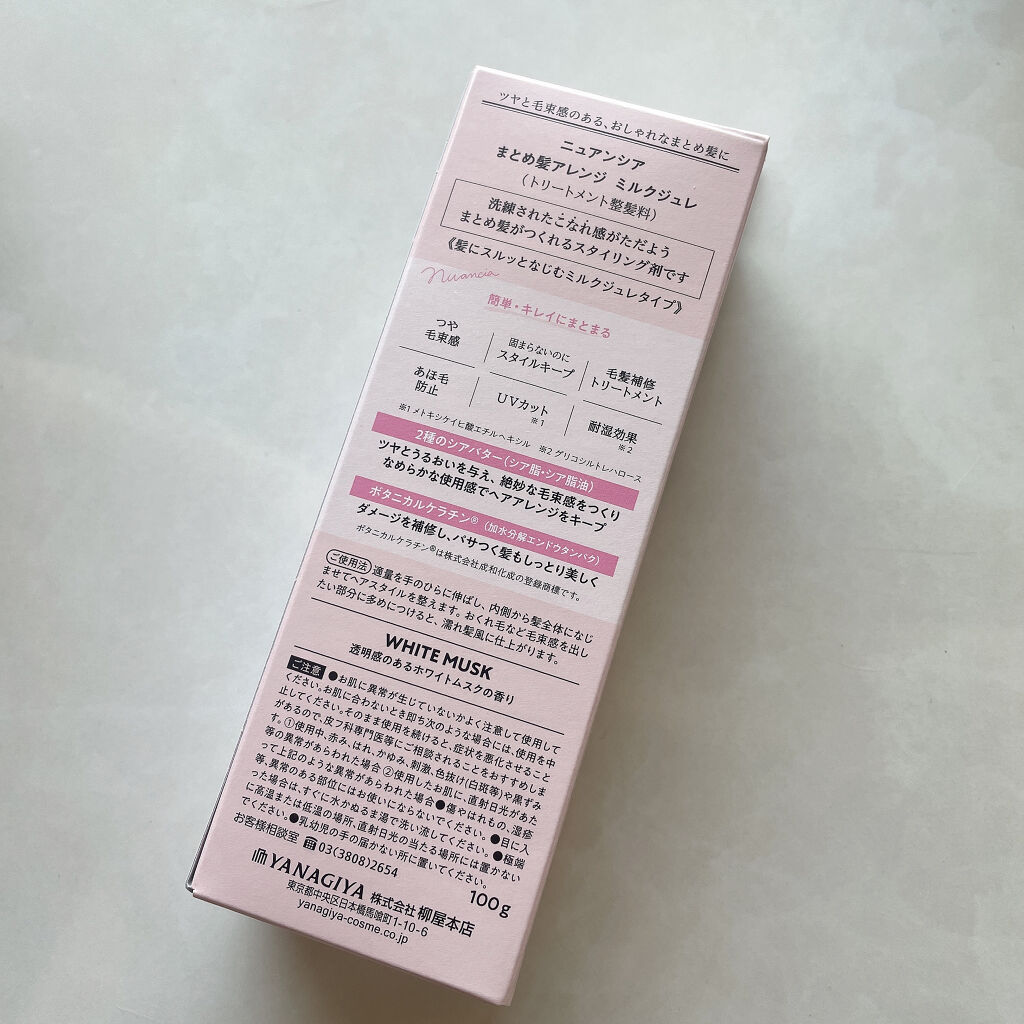 ツヤと毛束感のある、おしゃれなまとめ髪に
ニュアンシア
まとめ髪アレンジ ミルクジュレ
（トリートメント整髪料）
洗練されたこなれ感がただよう
まとめ髪がつくれるスタイリング剤です
《髪にスルッとなじむミルクジュレタイプ》
nuancia
簡単・キレイにまとまる
つや
毛束感
固まらないのに
スタイルキープ
毛髪補修
トリートメント
あほ毛
防止
UVカット
※1
耐湿効果
※2
※1 メトキシケイヒ酸エチルヘキシル ※2 グリコシルトレハロース
2種のシアバター（シア脂・シア脂油）
ツヤとうるおいを与え、絶妙な毛束感をつくり
なめらかな使用感でヘアアレンジをキープ
ボタニカルケラチン®（加水分解エンドウタンパク）
ダメージを補修し、パサつく髪もしっとり美しく
ボタニカルケラチン®は株式会社成和化成の登録商標です。
ご使用法 適量を手のひらに伸ばし、内側から髪全体になじ
ませてヘアスタイルを整えます。おくれ毛など毛束感を出し
たい部分に多めにつけると、濡れ髪風に仕上がります。
WHITE MUSK
透明感のあるホワイトムスクの香り
ご注意 ●お肌に異常が生じていないかよく注意して使用して
ください。お肌に合わないとき即ち次のような場合には、使用を中
止してください。そのまま使用を続けると、症状を悪化させること
があるので、皮フ科専門医等にご相談されることをおすすめしま
す。①使用中、赤み、はれ、かゆみ、刺激、色抜け(白斑等)や黒ずみ
等の異常があらわれた場合 ②使用したお肌に、直射日光があた
って上記のような異常があらわれた場合 ●傷やはれもの、湿疹
等、異常のある部位にはお使いにならないでください。 ●目に入
った場合は、すぐに水かぬるま湯で洗い流してください。 ●極端
に高温または低温の場所、直射日光の当たる場所には置かない
でください。 ●乳幼児の手の届かない所に置いてください。
お客様相談室 ☎03(3808)2654
100g
YANAGIYA 株式会社 柳屋本店
東京都中央区日本橋馬喰町1-10-6
yanagiya-cosme.co.jp